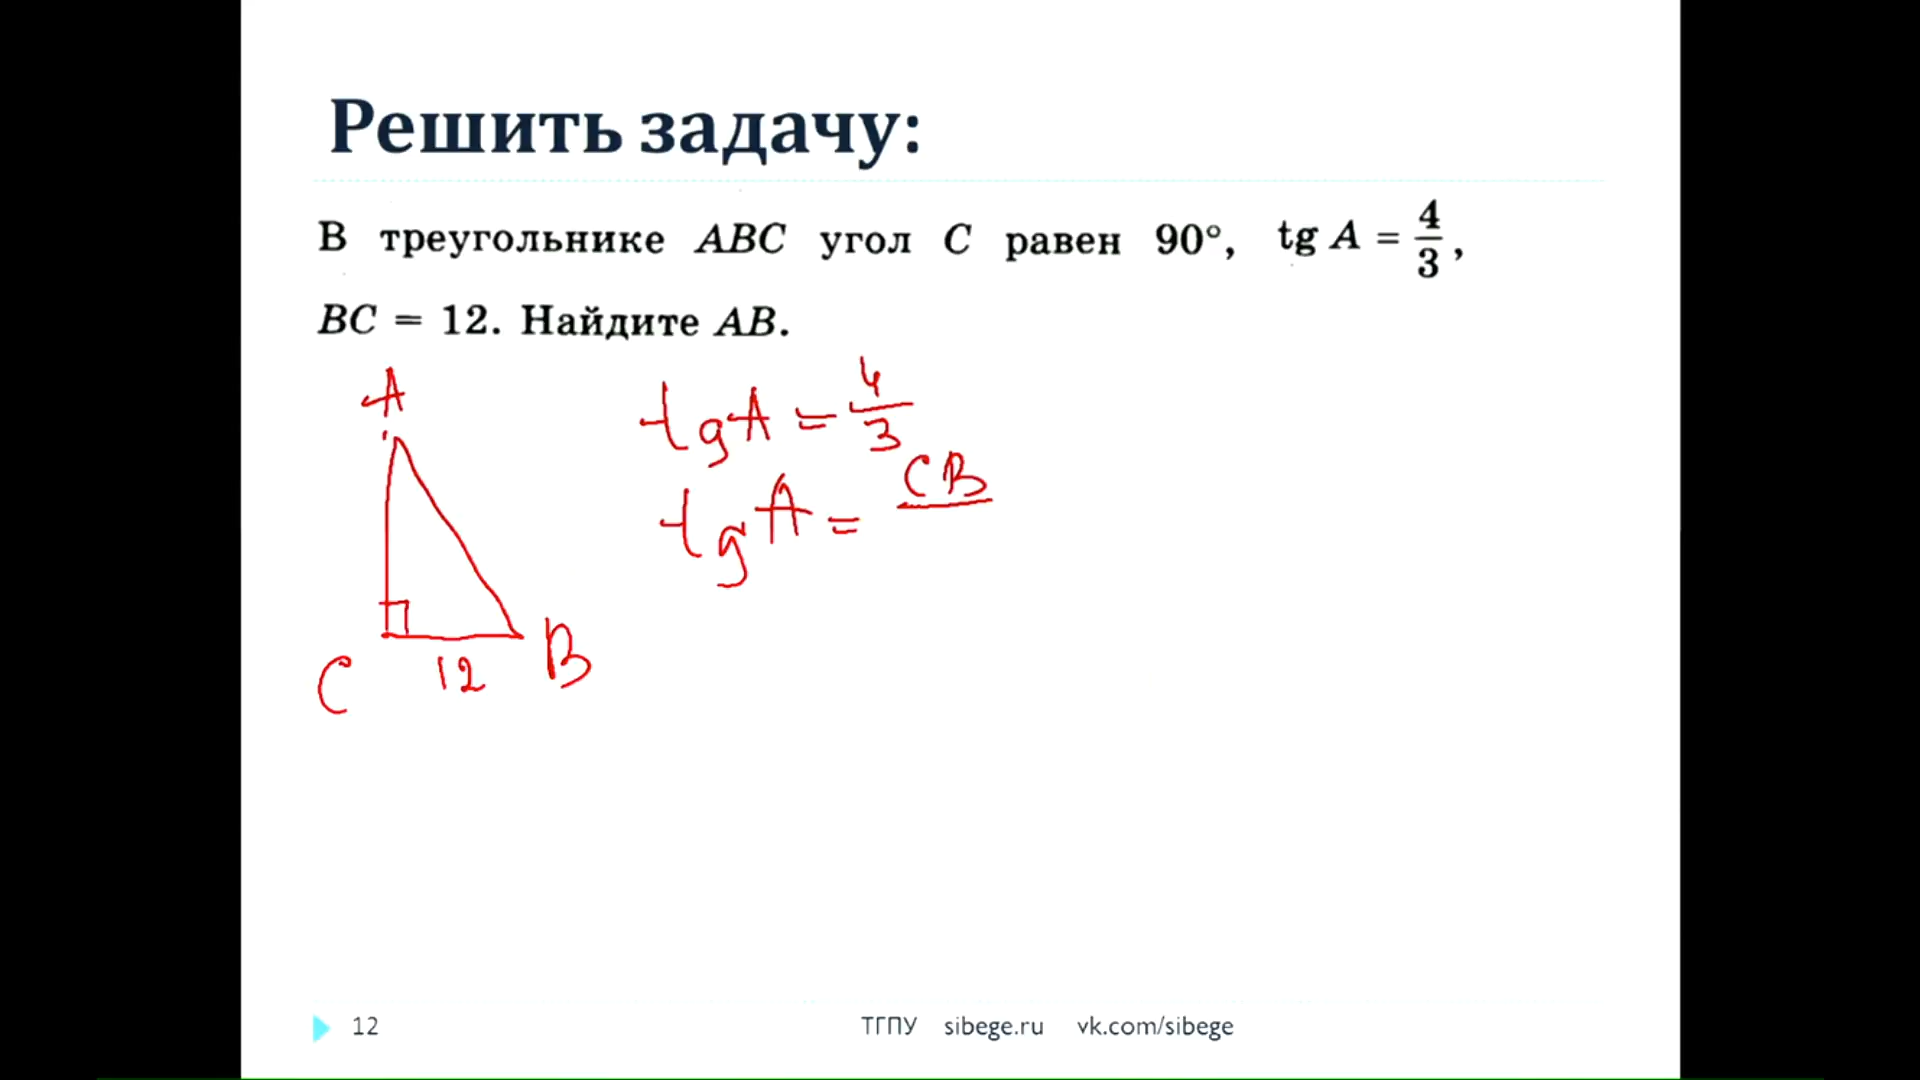 Решить задачу:
В треугольнике ABC угол C равен 90°, tg A = 4/3,
BC = 12. Найдите AB.
A
tgA = 4/3
tgA = CB
C 12 B
12 ТГПУ sibege.ru vk.com/sibege